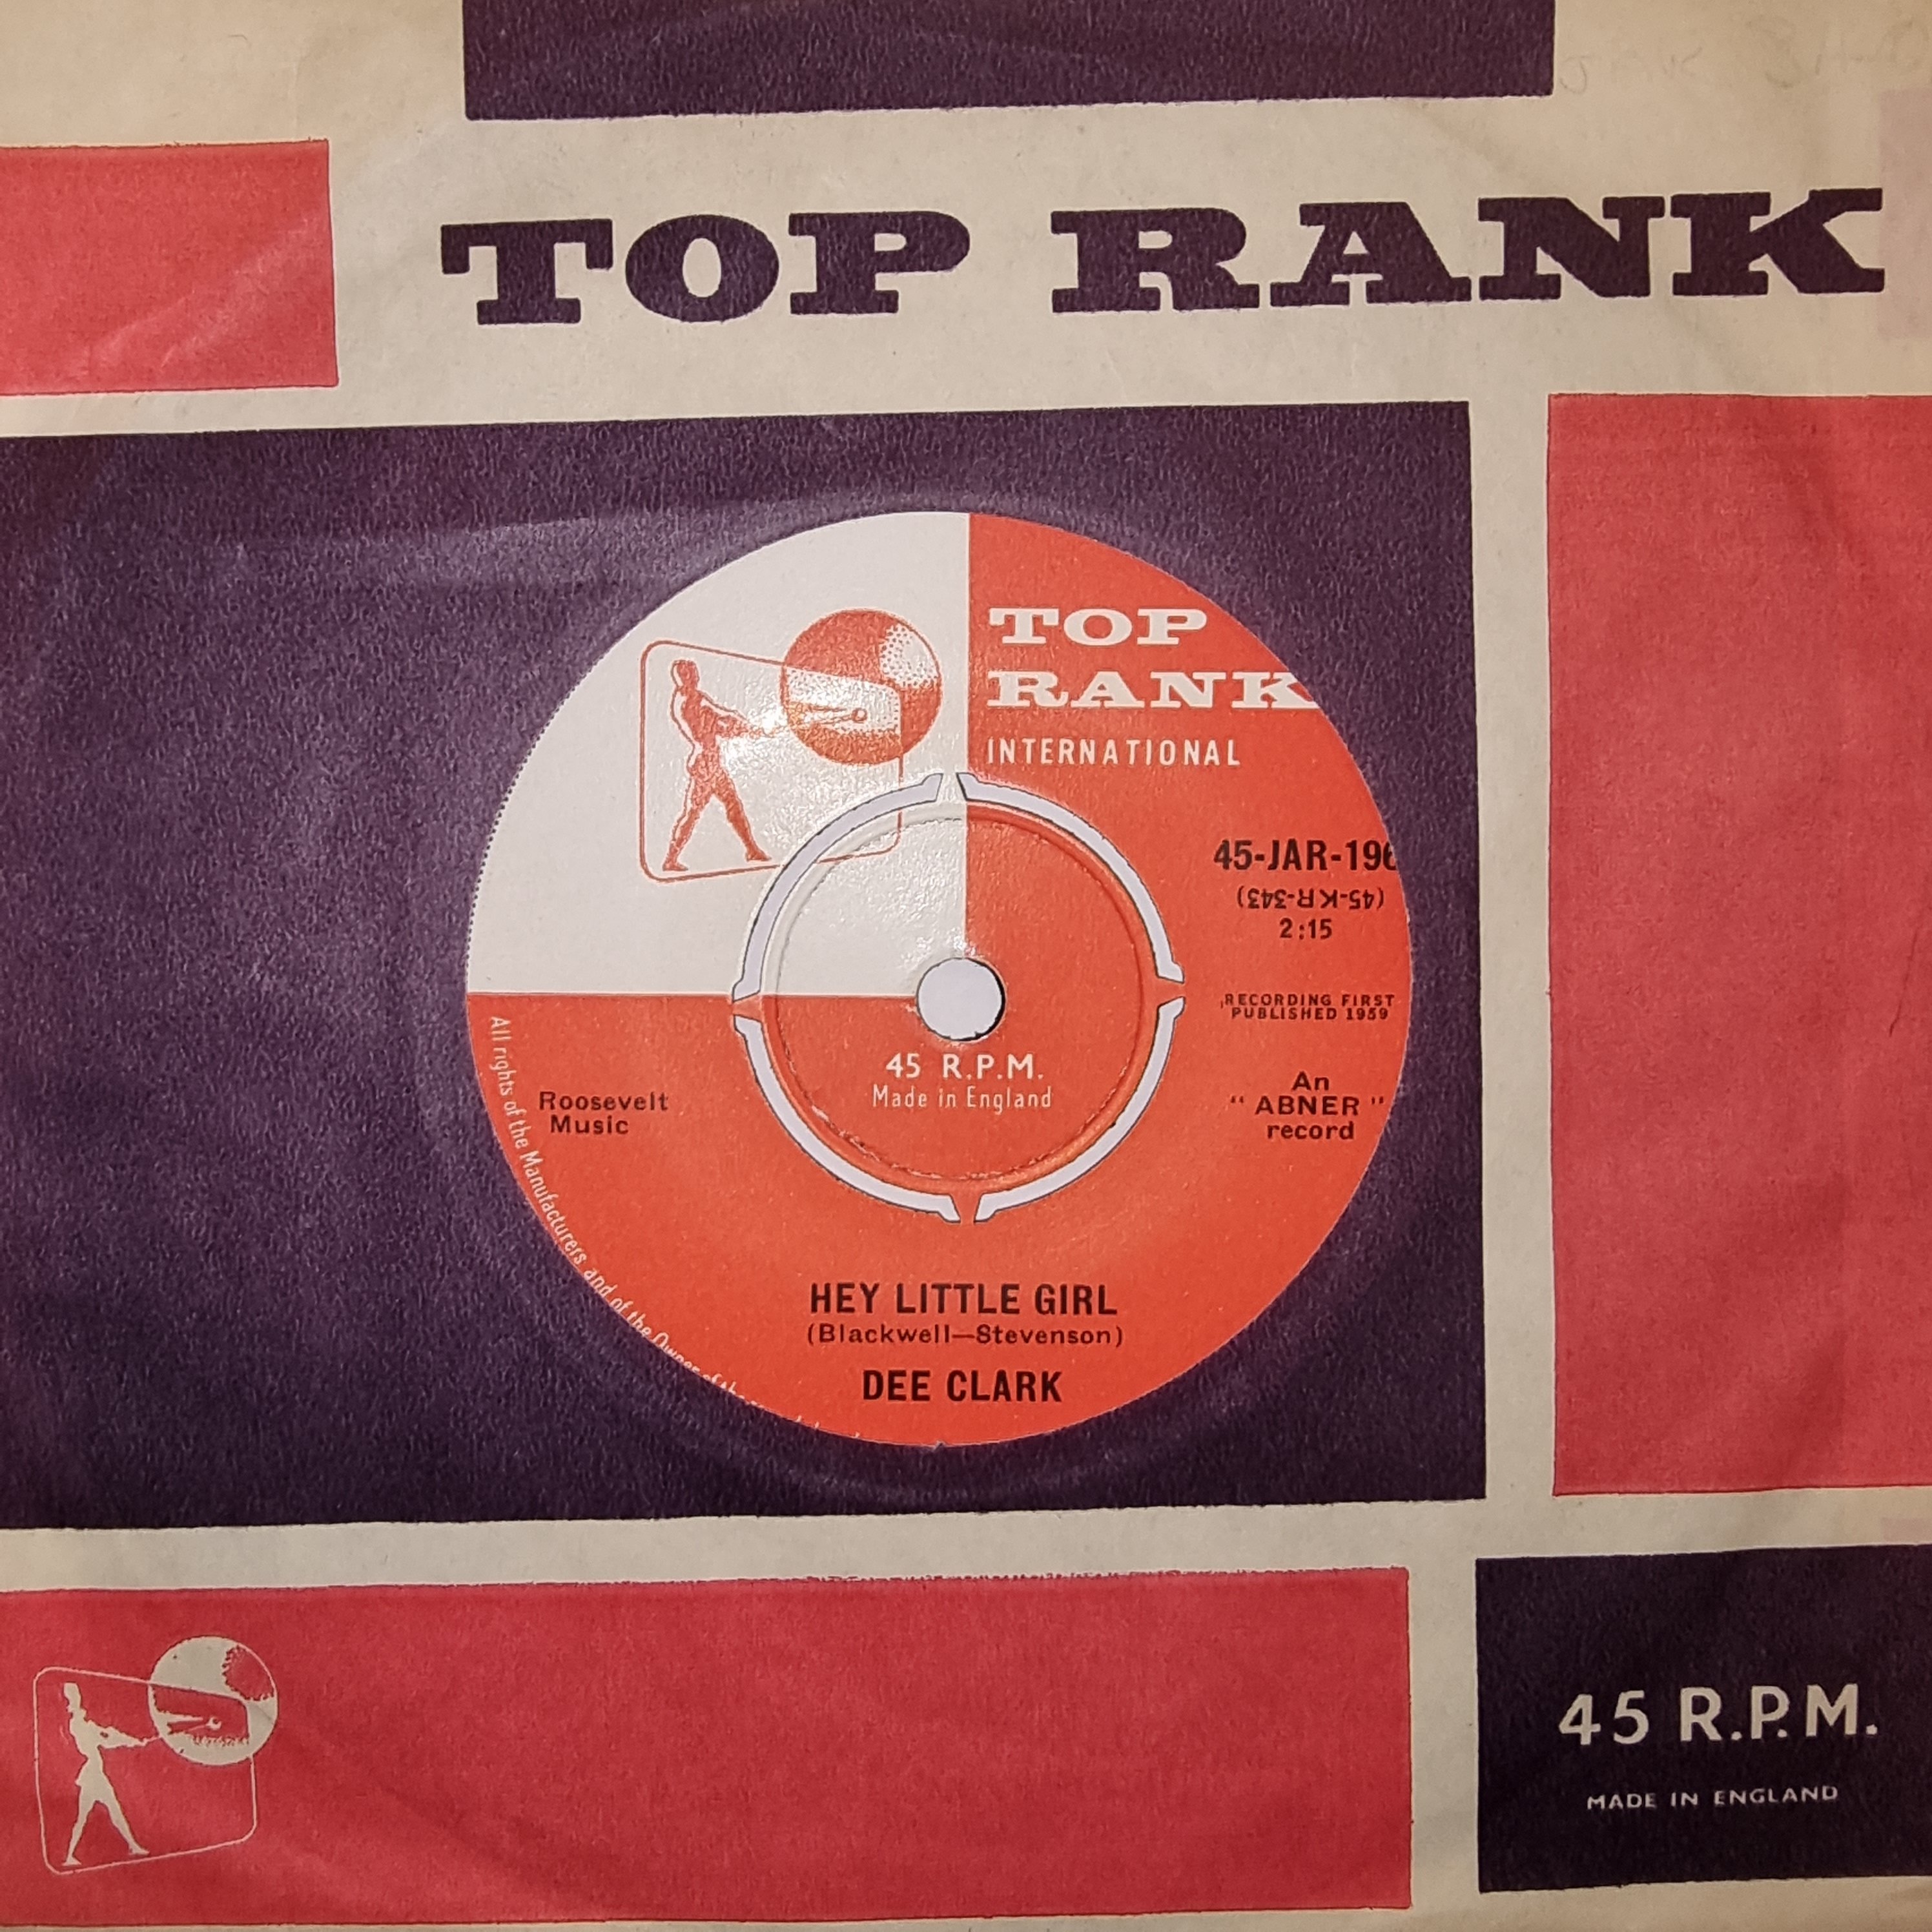 TOP RANK
TOP
RANK
INTERNATIONAL
45-JAR-196
(45-KR-343)
2:15
RECORDING FIRST
PUBLISHED 1959
45 R.P.M.
Made in England
Roosevelt
Music
An
" ABNER "
record
All rights of the Manufacturers and of the Owner of the
HEY LITTLE GIRL
(Blackwell—Stevenson)
DEE CLARK
45 R.P.M.
MADE IN ENGLAND